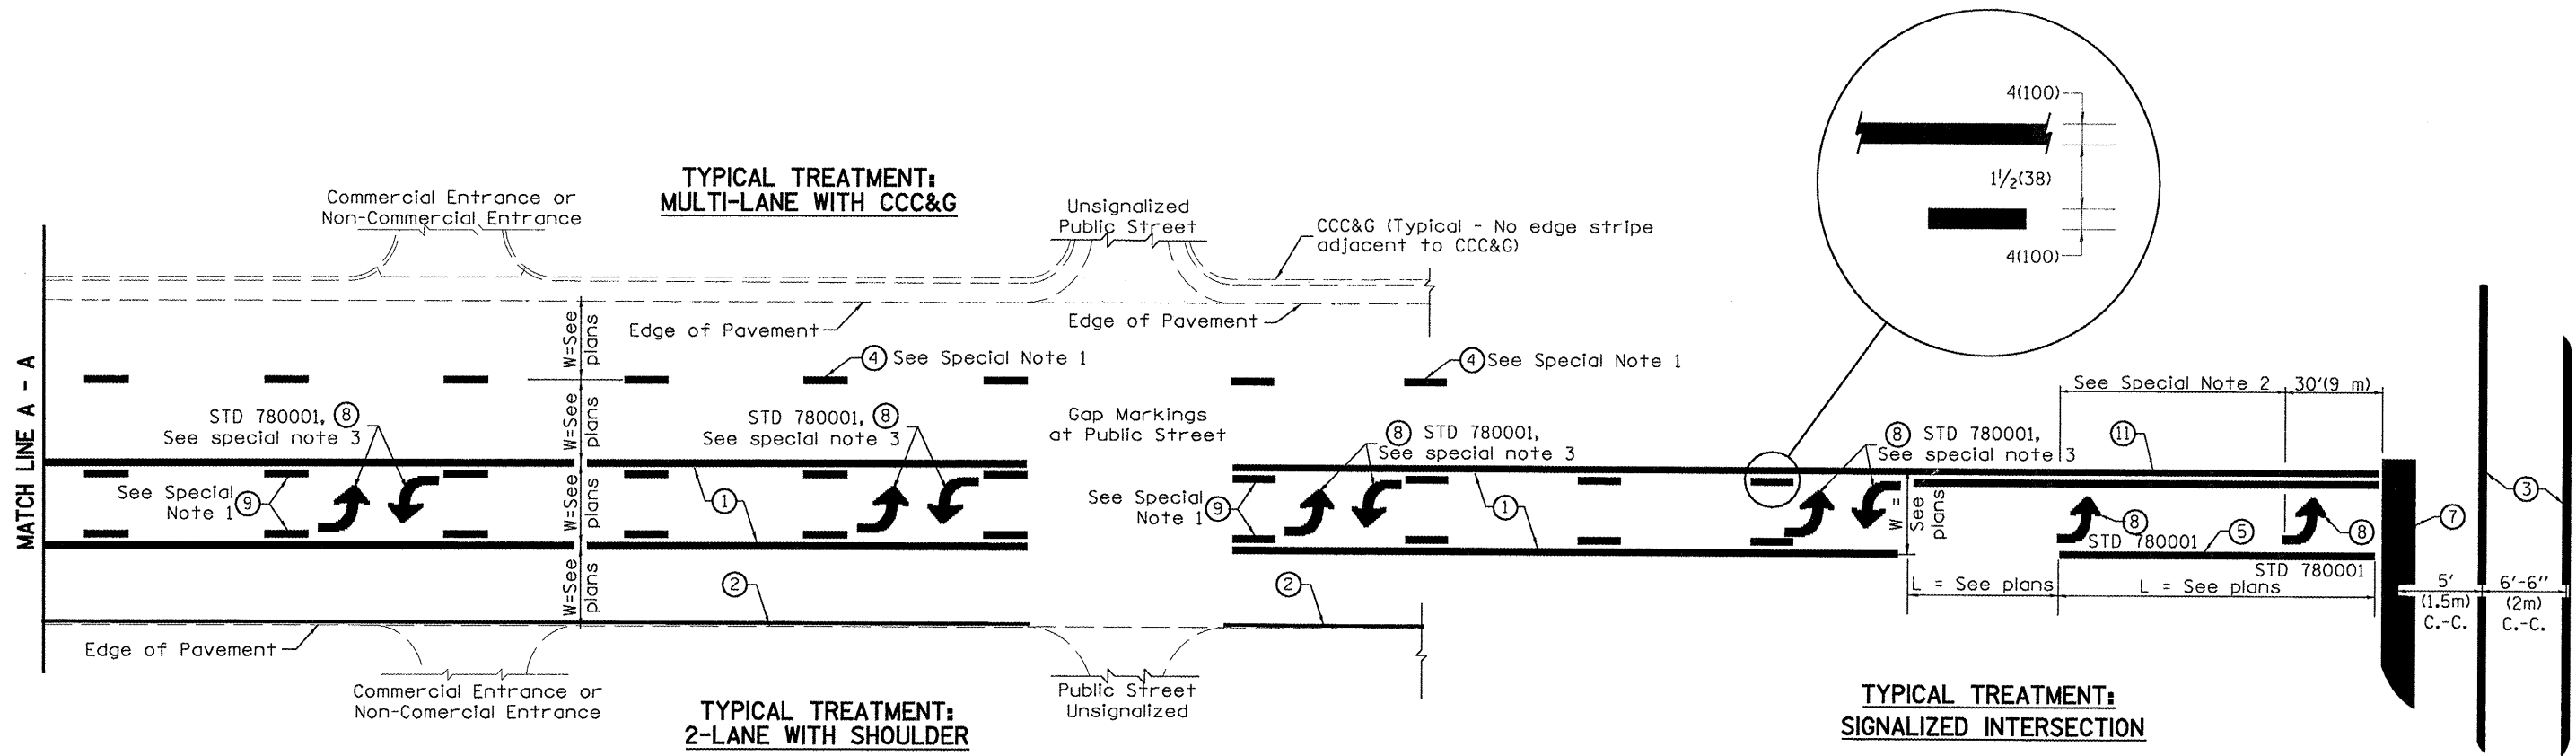 TYPICAL TREATMENT:
MULTI-LANE WITH CCC&G
Commercial Entrance or
Non-Commercial Entrance
Unsignalized
Public Street
CCC&G (Typical - No edge stripe
adjacent to CCC&G)
4(100)
1½(38)
4(100)
Edge of Pavement
Edge of Pavement
W=See
plans
4 See Special Note 1
4 See Special Note 1
MATCH LINE A - A
STD 780001, 8
See special note 3
W=See
plans
STD 780001, 8
See special note 3
Gap Markings
at Public Street
8 STD 780001,
See special note 3
8 STD 780001,
See special note 3
See Special Note 2
30'(9 m)
11
See Special
Note 1
9
W=See
plans
1
See Special
Note 1
9
1
W =
See
plans
8
STD 780001
5
8
STD 780001
7
3
W=See
plans
2
2
L = See plans
L = See plans
5'
(1.5m)
C.-C.
6'-6"
(2m)
C.-C.
Edge of Pavement
Commercial Entrance or
Non-Comercial Entrance
Public Street
Unsignalized
TYPICAL TREATMENT:
2-LANE WITH SHOULDER
TYPICAL TREATMENT:
SIGNALIZED INTERSECTION